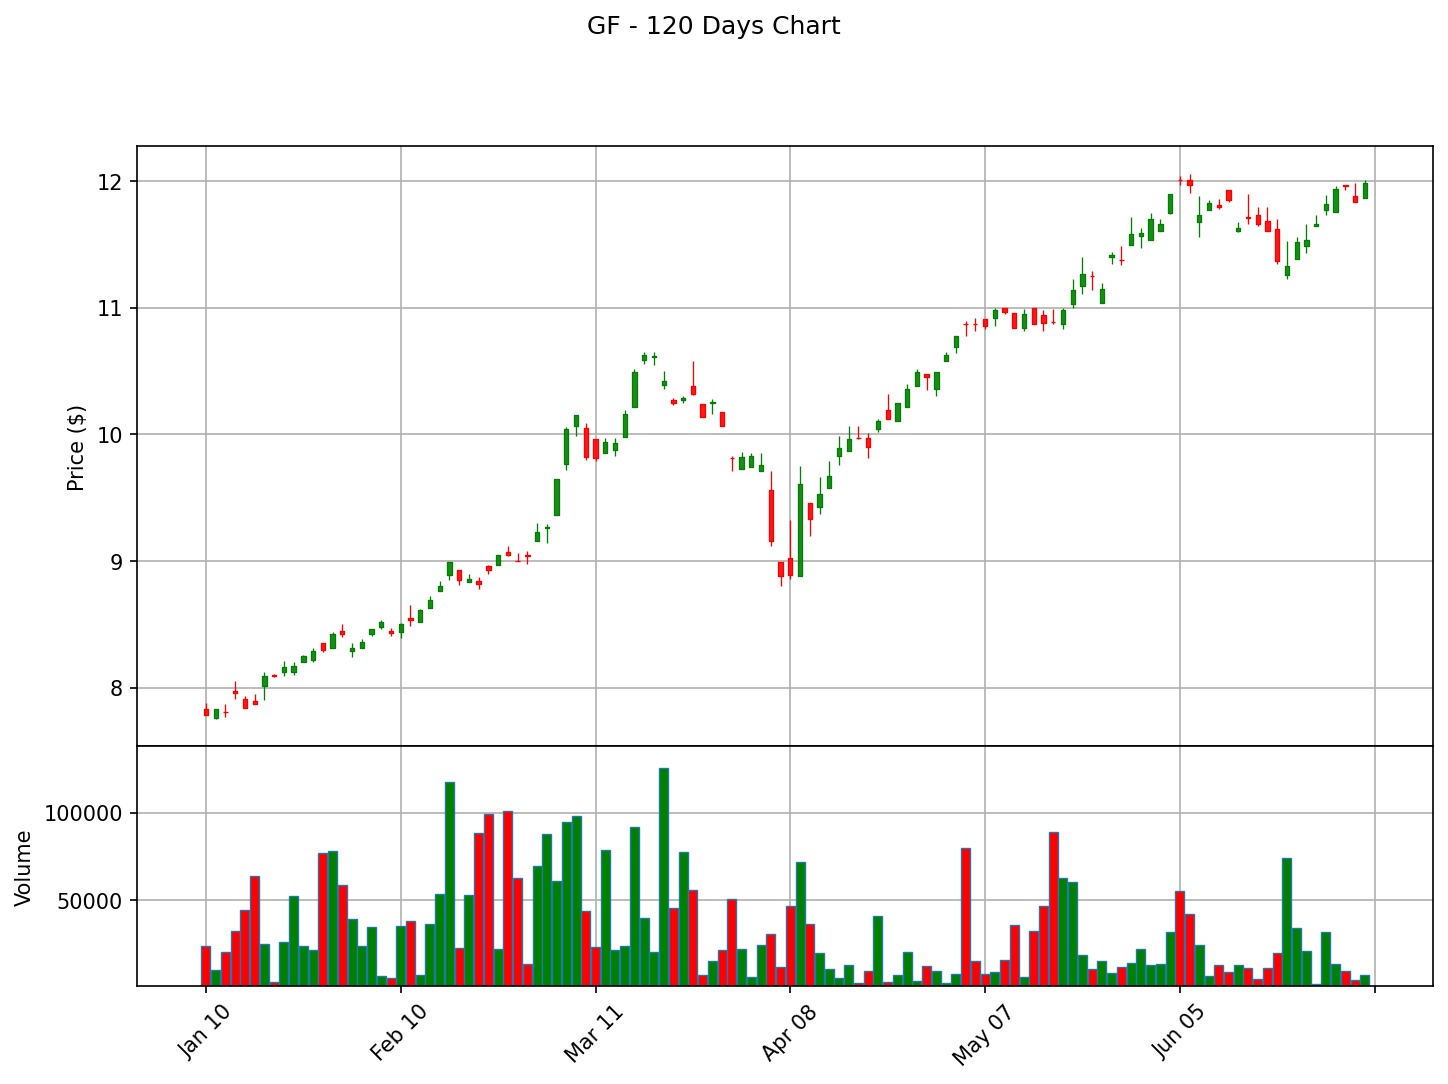 GF - 120 Days Chart
12
11
10
9
8
Price ($)
100000
50000
Volume
Jan 10
Feb 10
Mar 11
Apr 08
May 07
Jun 05